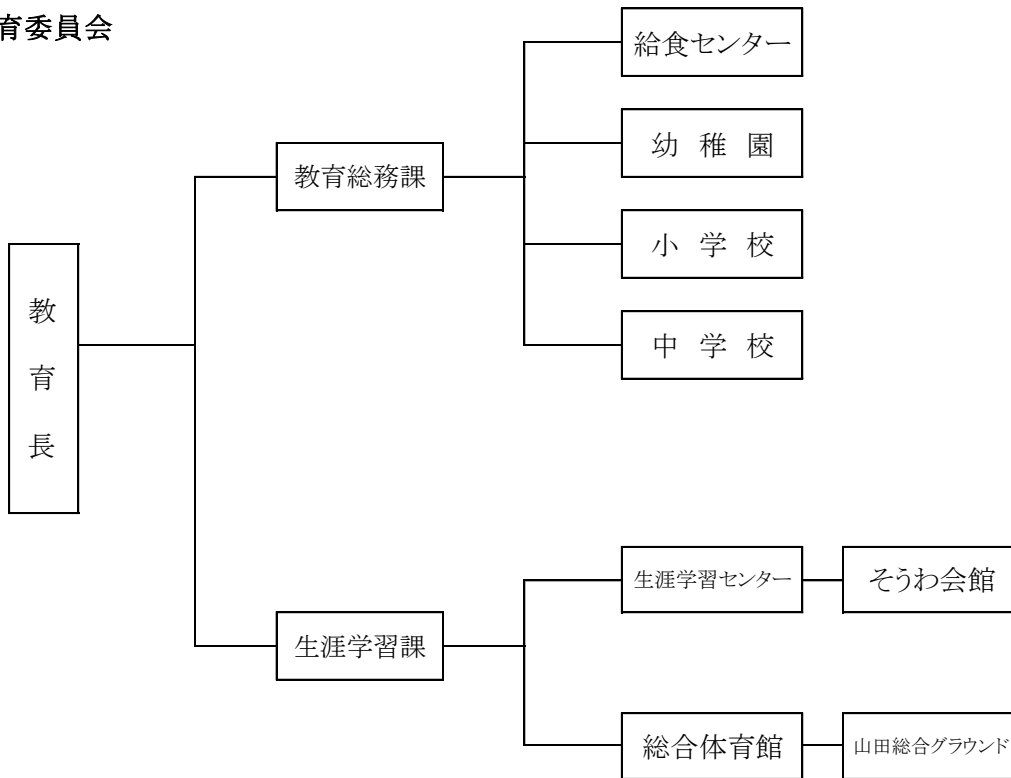 育委員会
給食センター
幼稚園
教育総務課
小学校
中学校
教育長
生涯学習センター
そうわ会館
生涯学習課
総合体育館
山田総合グラウンド